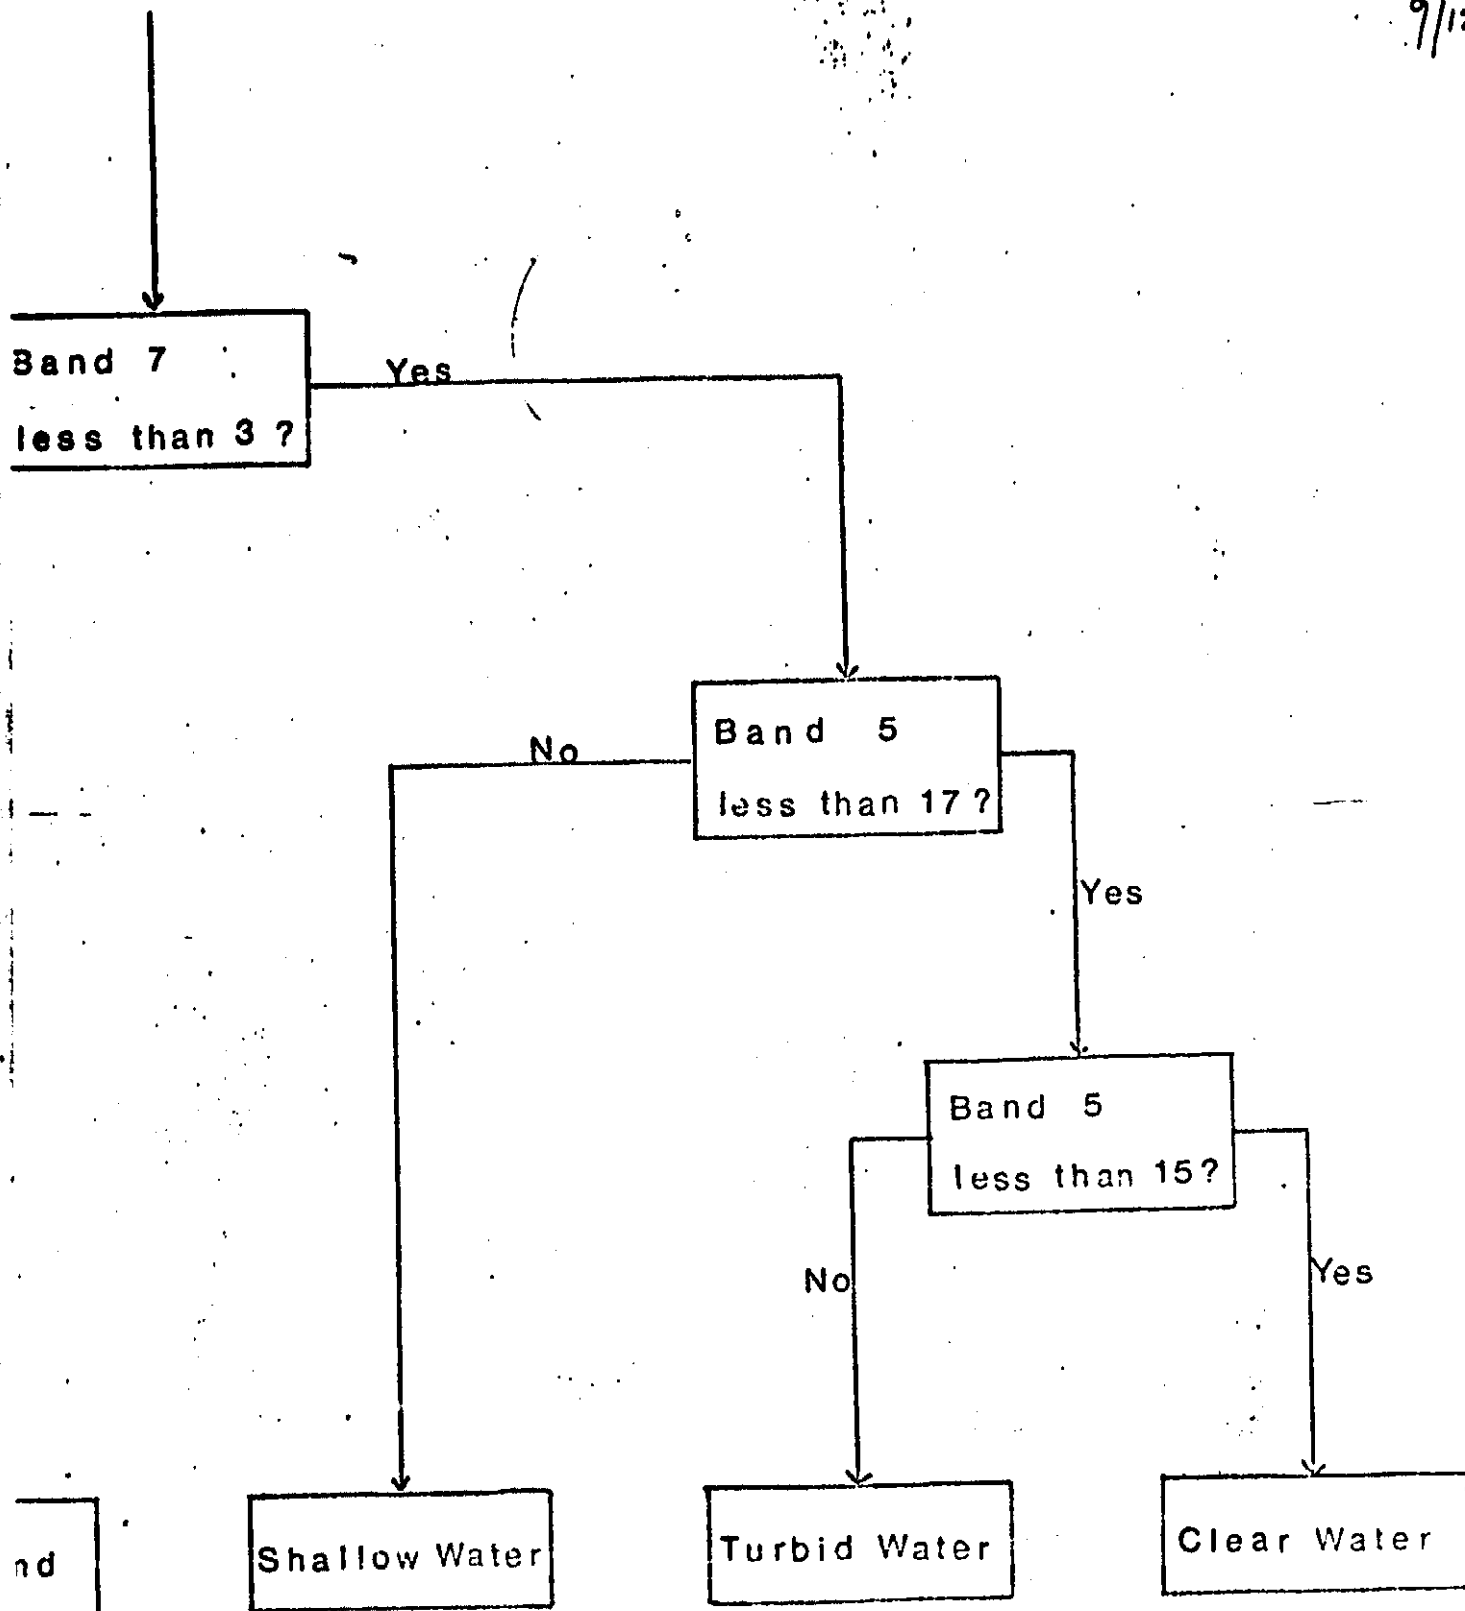 Band 7
less than 3 ?
Yes
Band 5
less than 17 ?
No
Yes
Band 5
less than 15?
No
Yes
Shallow Water
Turbid Water
Clear Water